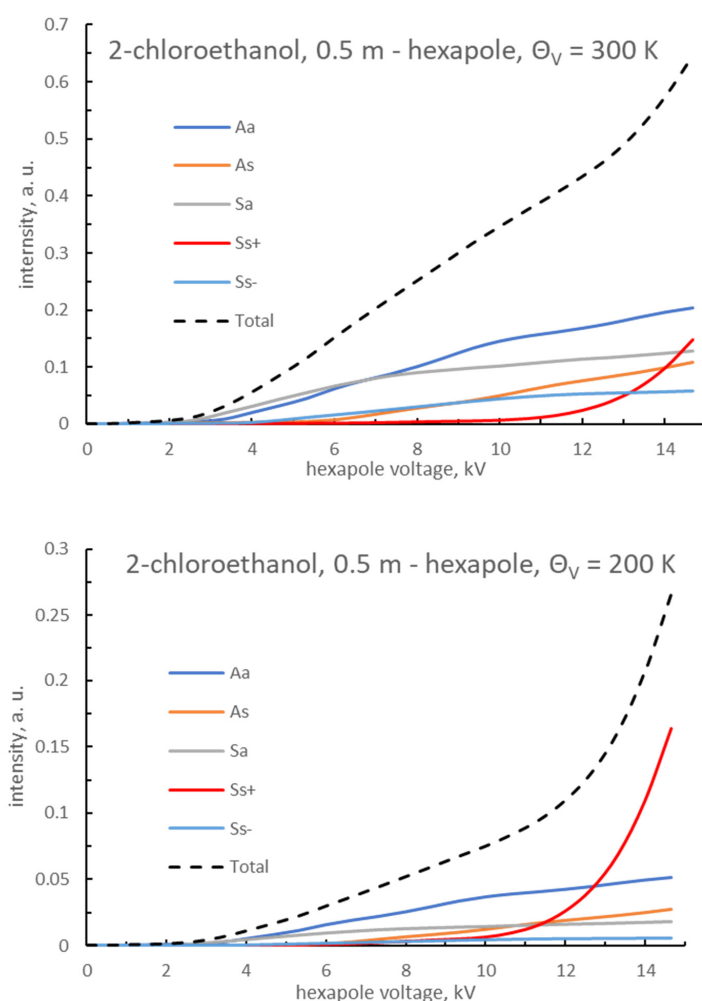 2-chloroethanol, 0.5 m - hexapole, ΘV = 300 K
0.7
0.6
0.5
0.4
0.3
0.2
0.1
0
internsity, a. u.
Aa
As
Sa
Ss+
Ss-
Total
0 2 4 6 8 10 12 14
hexapole voltage, kV
2-chloroethanol, 0.5 m - hexapole, ΘV = 200 K
0.3
0.25
0.2
0.15
0.1
0.05
0
intensity, a. u.
Aa
As
Sa
Ss+
Ss-
Total
0 2 4 6 8 10 12 14
hexapole voltage, kV